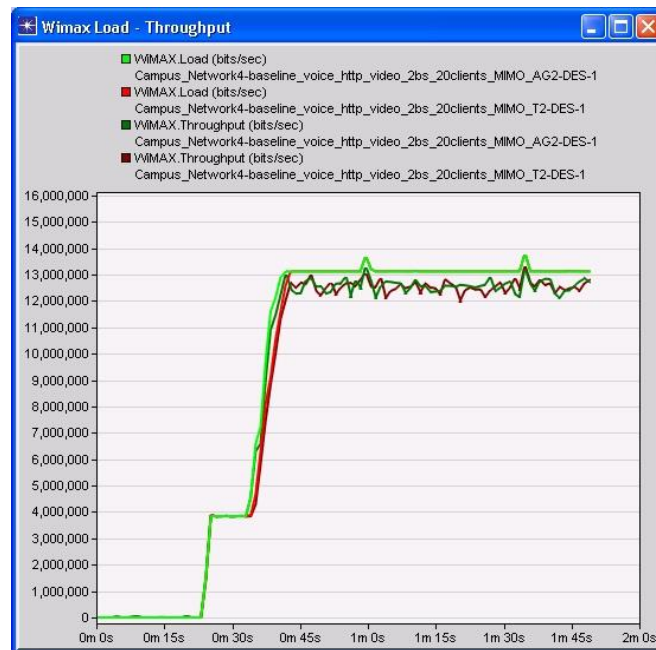 Wimax Load - Throughput
WiMAX.Load (bits/sec)
Campus_Network4-baseline_voice_http_video_2bs_20clients_MIMO_AG2-DES-1
WiMAX.Load (bits/sec)
Campus_Network4-baseline_voice_http_video_2bs_20clients_MIMO_T2-DES-1
WiMAX.Throughput (bits/sec)
Campus_Network4-baseline_voice_http_video_2bs_20clients_MIMO_AG2-DES-1
WiMAX.Throughput (bits/sec)
Campus_Network4-baseline_voice_http_video_2bs_20clients_MIMO_T2-DES-1
16,000,000
15,000,000
14,000,000
13,000,000
12,000,000
11,000,000
10,000,000
9,000,000
8,000,000
7,000,000
6,000,000
5,000,000
4,000,000
3,000,000
2,000,000
1,000,000
0
0m 0s 0m 15s 0m 30s 0m 45s 1m 0s 1m 15s 1m 30s 1m 45s 2m 0s